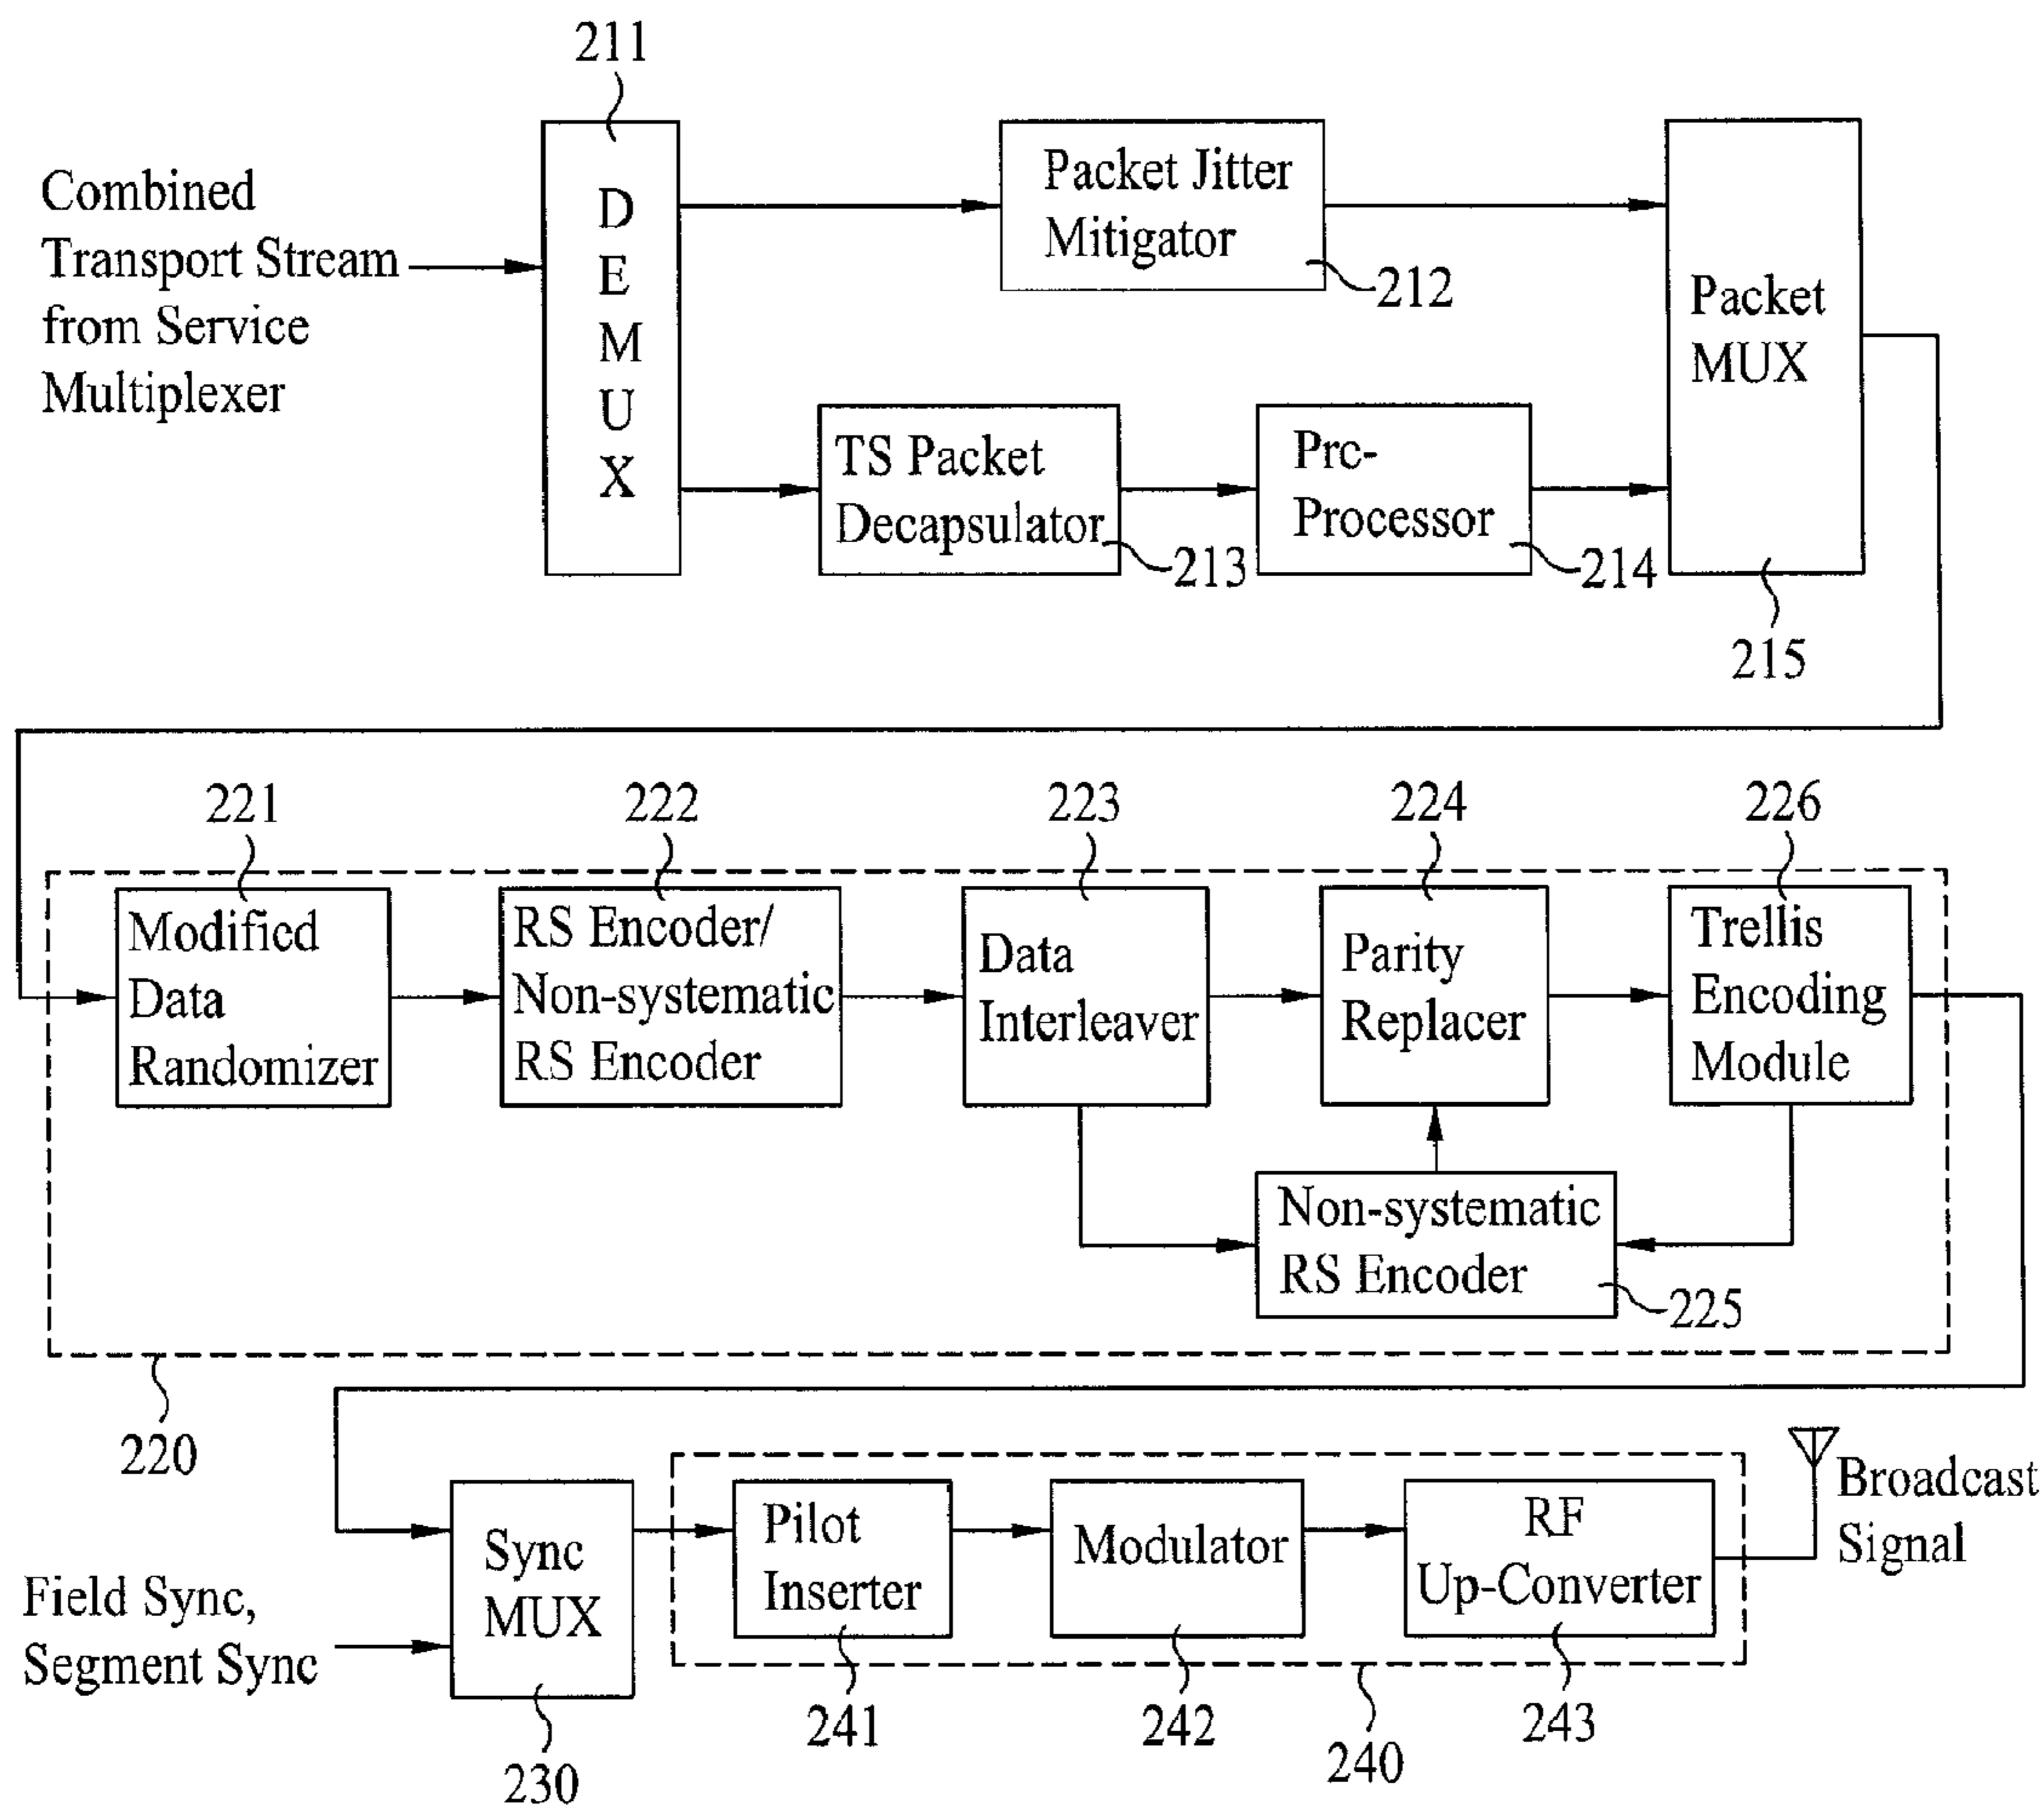 211
Combined
Transport Stream
from Service
Multiplexer
D
E
M
U
X
Packet Jitter
Mitigator
212
TS Packet
Decapsulator
213
Prc-
Processor
214
Packet
MUX
215
221
222
223
224
226
Modified
Data
Randomizer
RS Encoder/
Non-systematic
RS Encoder
Data
Interleaver
Parity
Replacer
Trellis
Encoding
Module
Non-systematic
RS Encoder
225
220
Field Sync,
Segment Sync
Sync
MUX
230
Pilot
Inserter
241
Modulator
242
RF
Up-Converter
243
240
Broadcast
Signal